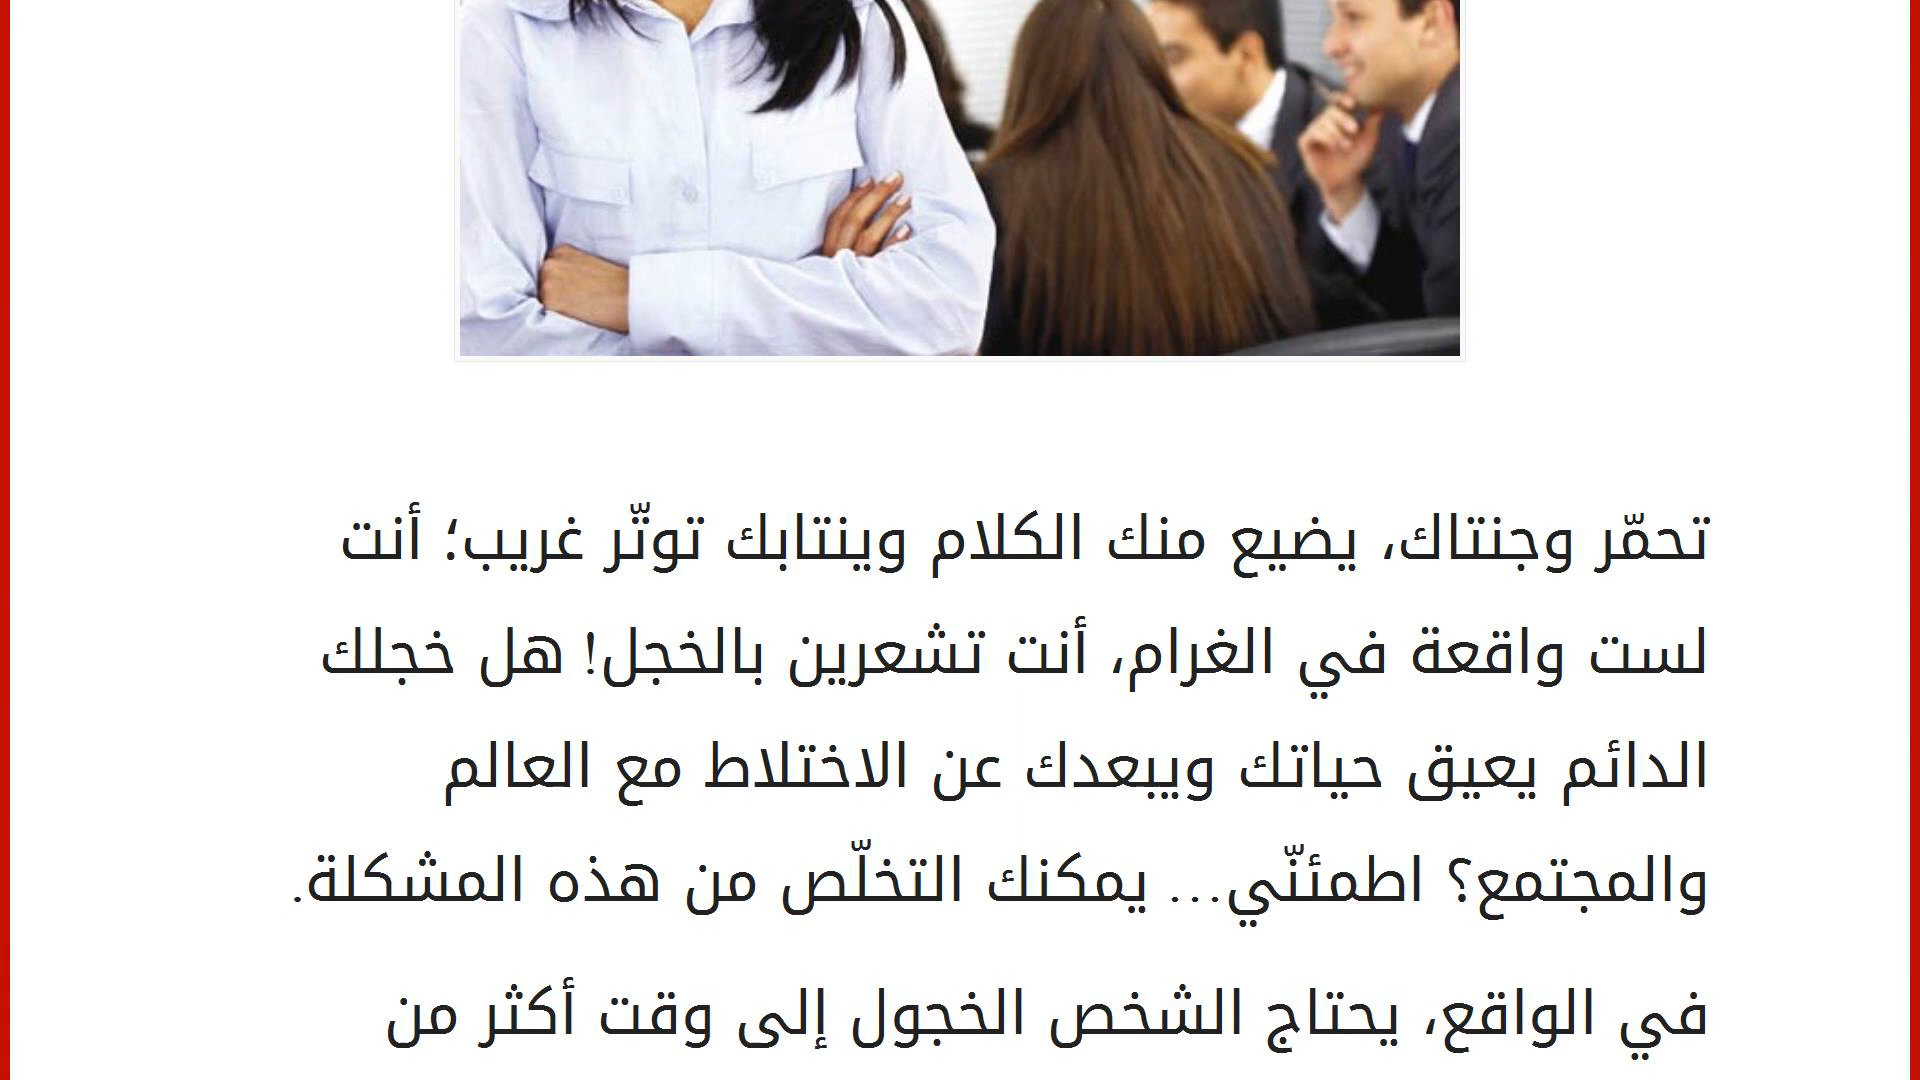 تحمّر وجنتاك، يضيع منك الكلام وينتابك توتّر غريب؛ أنت
لست واقعة في الغرام، أنت تشعرين بالخجل! هل خجلك
الدائم يعيق حياتك ويبعدك عن الاختلاط مع العالم
والمجتمع؟ اطمئنّي... يمكنك التخلّص من هذه المشكلة.
في الواقع، يحتاج الشخص الخجول إلى وقت أكثر من